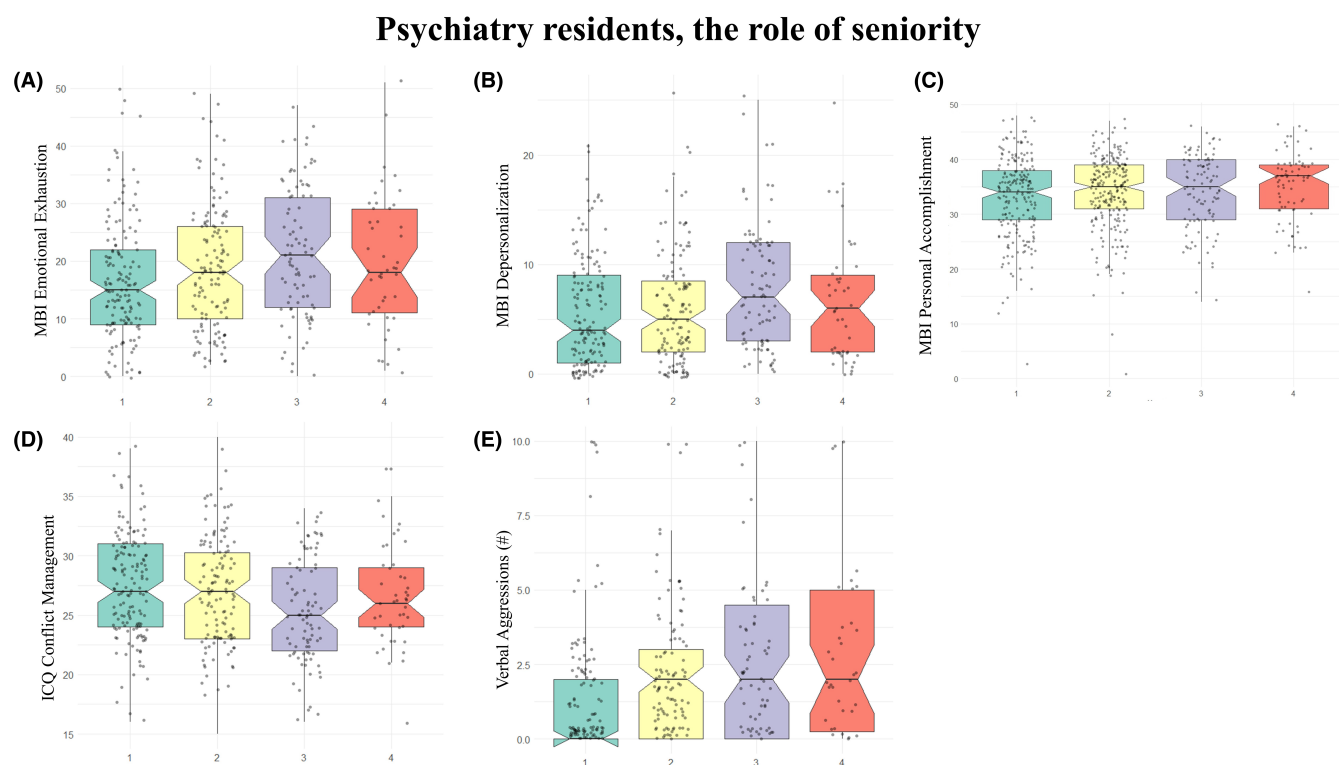 Psychiatry residents, the role of seniority
(A)
MBI Emotional Exhaustion
50
40
30
20
10
0
1 2 3 4
(B)
MBI Depersonalization
20
10
0
1 2 3 4
(C)
MBI Personal Accomplishment
50
40
30
20
10
0
1 2 3 4
(D)
ICQ Conflict Management
40
35
30
25
20
15
1 2 3 4
(E)
Verbal Aggressions (#)
10.0
7.5
5.0
2.5
0.0
1 2 3 4